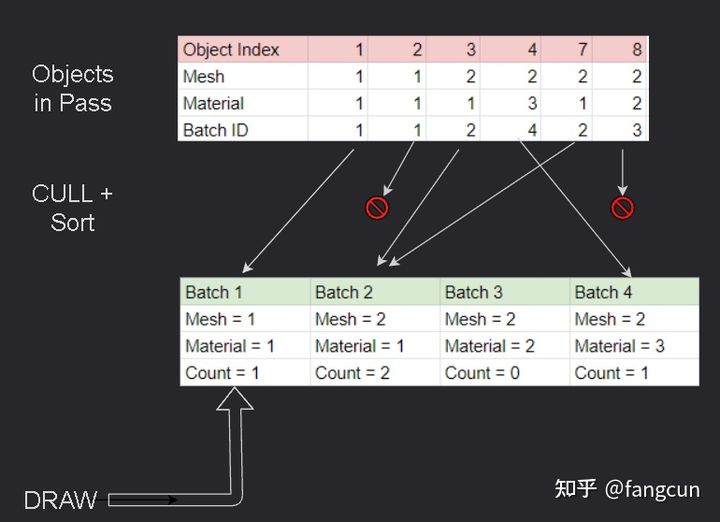 Objects in Pass
Object Index 1 2 3 4 7 8
Mesh 1 1 2 2 2 2
Material 1 1 1 3 1 2
Batch ID 1 1 2 4 2 3
CULL +
Sort
Batch 1 Batch 2 Batch 3 Batch 4
Mesh = 1 Mesh = 2 Mesh = 2 Mesh = 2
Material = 1 Material = 1 Material = 2 Material = 3
Count = 1 Count = 2 Count = 0 Count = 1
DRAW
知乎 @fangcun